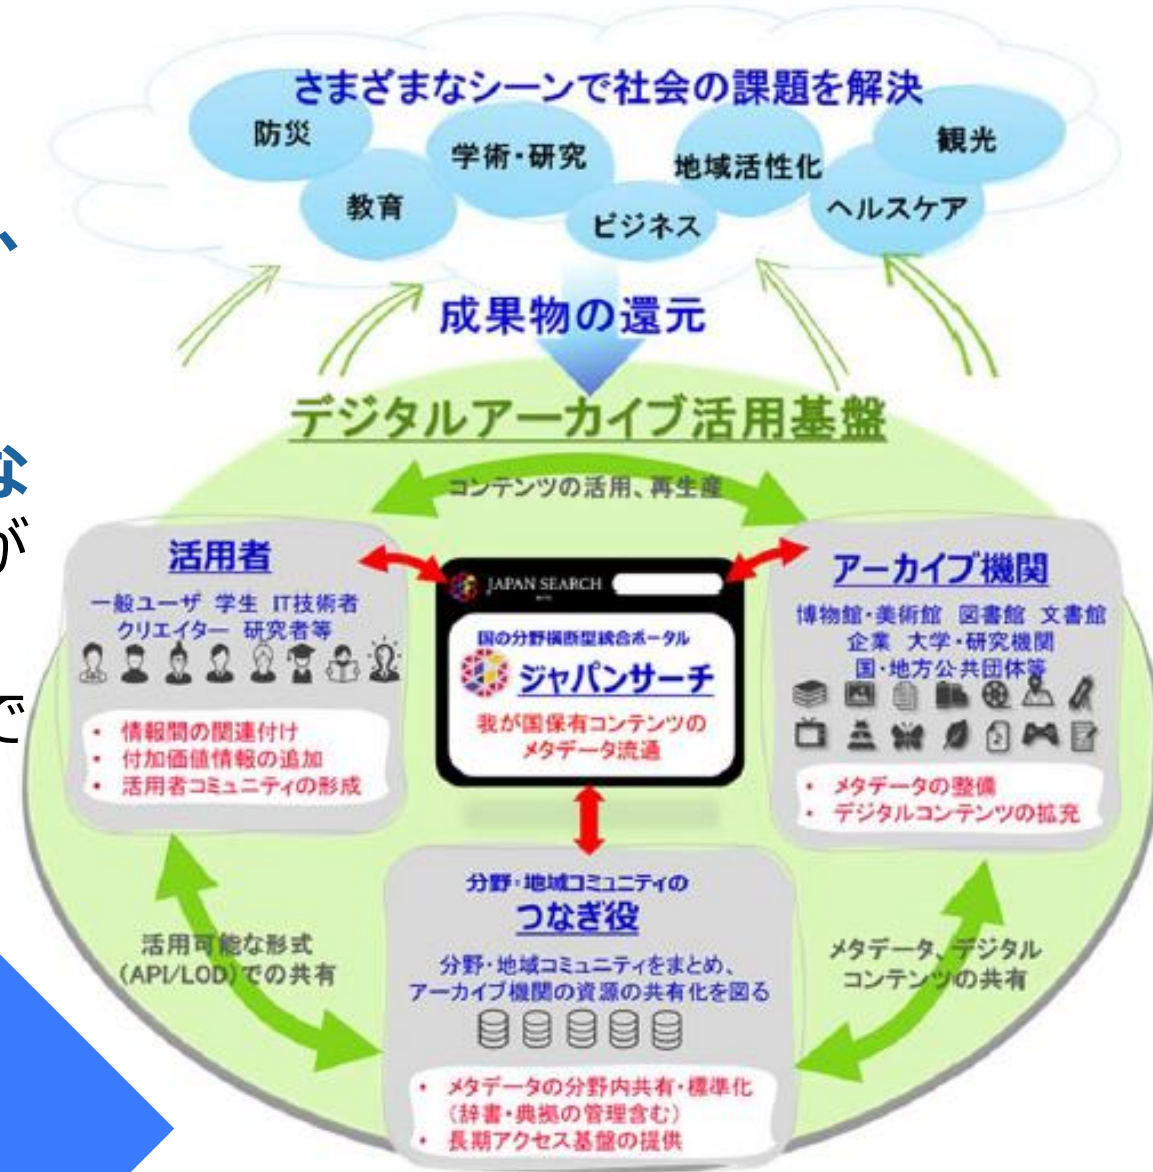 さまざまなシーンで社会の課題を解決
防災
学術・研究
地域活性化
観光
教育
ビジネス
ヘルスケア
、
成果物の還元
デジタルアーカイブ活用基盤
な
コンテンツの活用、再生産
が
活用者
一般ユーザ 学生 IT技術者
クリエイター 研究者等
で
・ 情報間の関連付け
・ 付加価値情報の追加
・ 活用者コミュニティの形成
JAPAN SEARCH
国の分野横断型統合ポータル
ジャパンサーチ
我が国保有コンテンツの
メタデータ流通
アーカイブ機関
博物館・美術館 図書館 文書館
企業 大学・研究機関
国・地方公共団体等
・ メタデータの整備
・ デジタルコンテンツの拡充
分野・地域コミュニティの
つなぎ役
分野・地域コミュニティをまとめ、
アーカイブ機関の資源の共有化を図る
・ メタデータの分野内共有・標準化
(辞書・典拠の管理含む)
・ 長期アクセス基盤の提供
活用可能な形式
(API/LOD)での共有
メタデータ、デジタル
コンテンツの共有